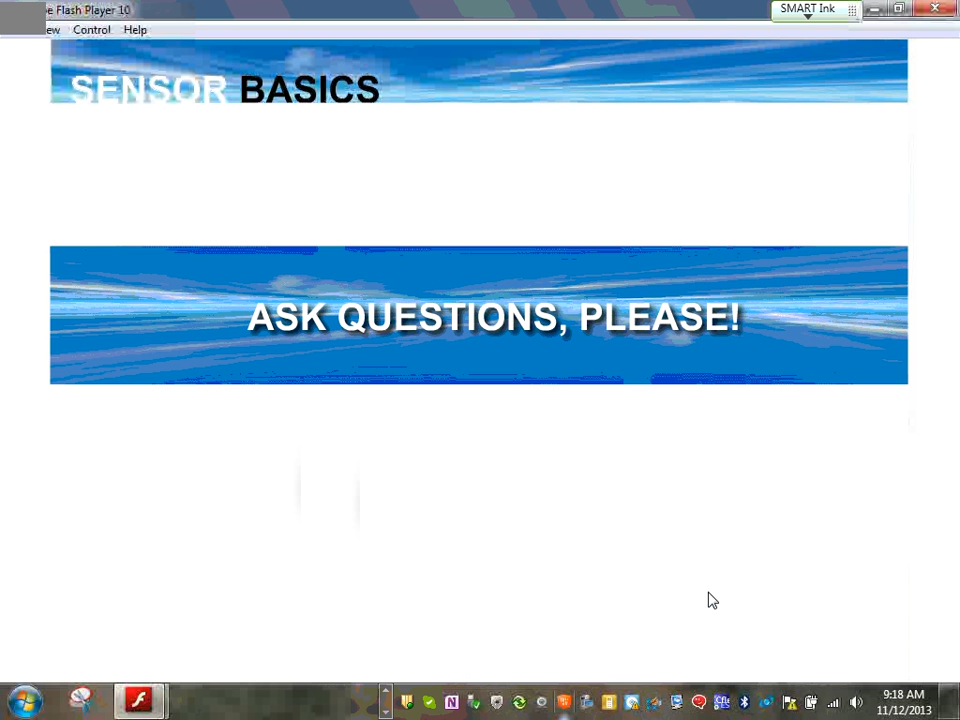 be Flash Player 10
SMART Ink
ew Control Help
SENSOR BASICS
ASK QUESTIONS, PLEASE!
9:18 AM
11/12/2013